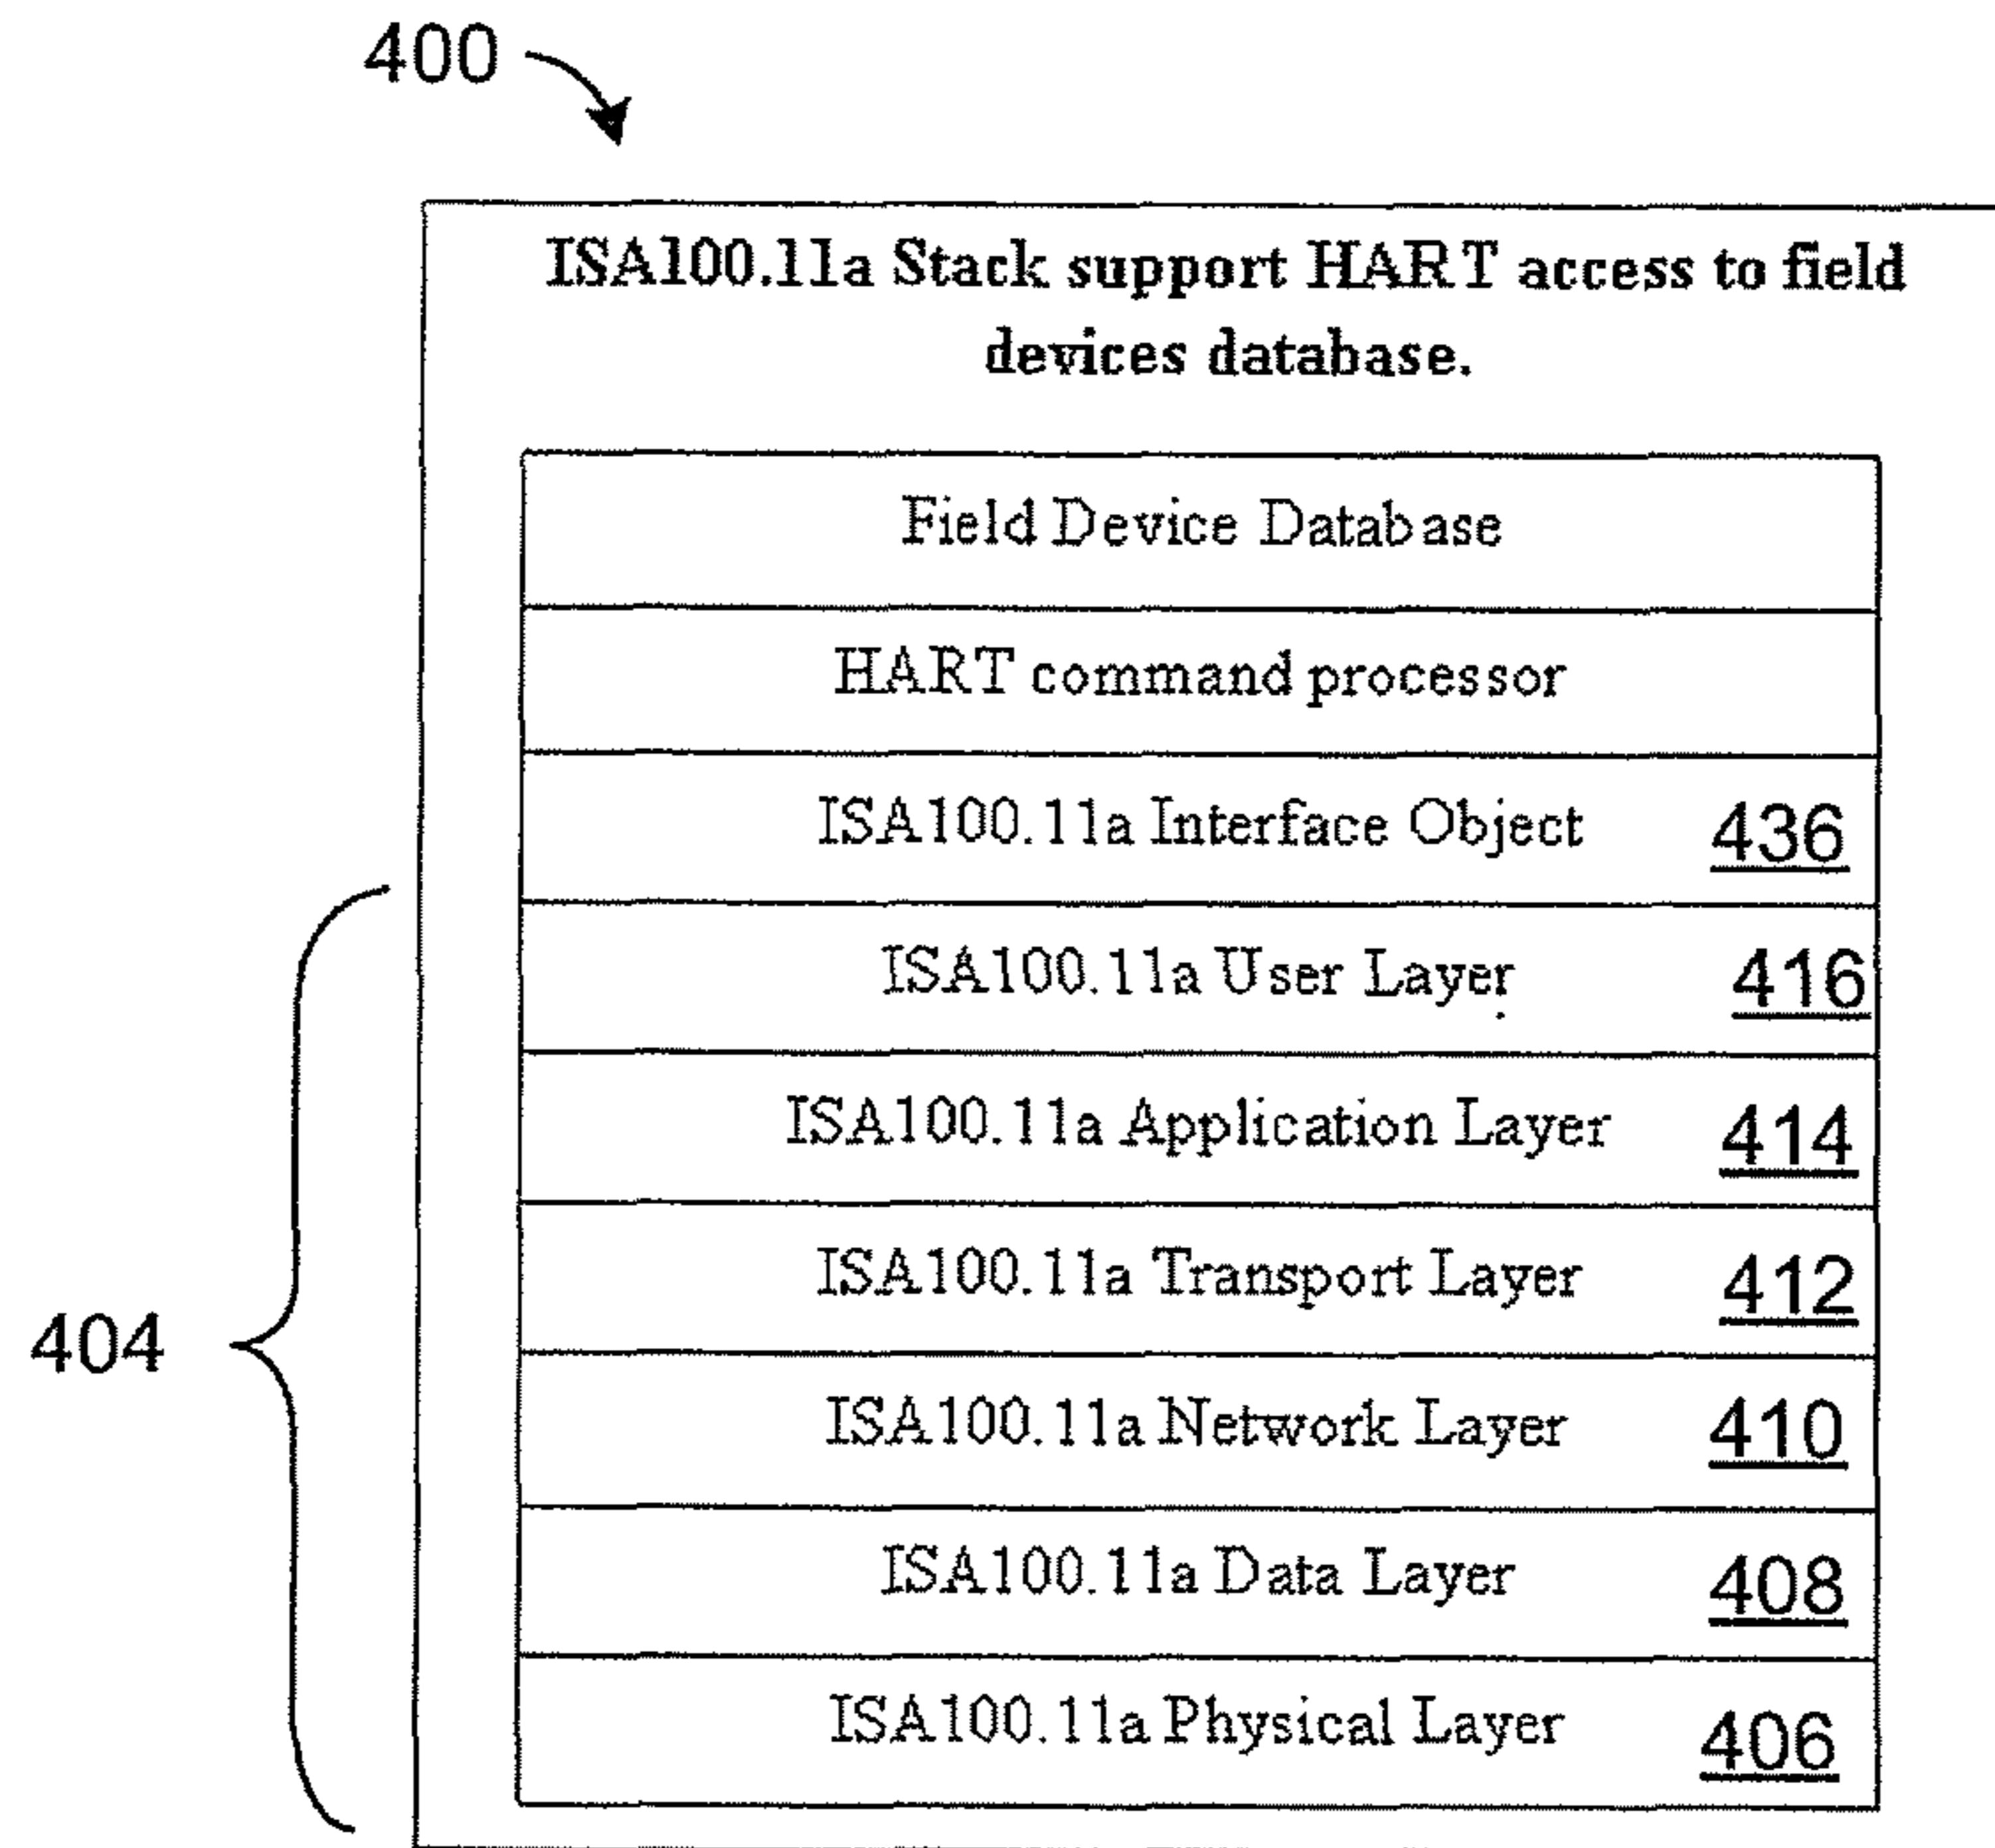 400
ISA100.11a Stack support HART access to field
devices database.
Field Device Database
HART command processor
ISA100.11a Interface Object 436
ISA100.11a User Layer 416
ISA100.11a Application Layer 414
ISA100.11a Transport Layer 412
404
ISA100.11a Network Layer 410
ISA100.11a Data Layer 408
ISA100.11a Physical Layer 406